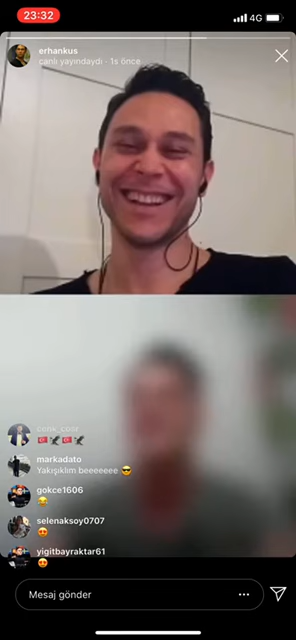 23:32
4G
erhankus
canlı yayındaydı · 1s önce
markadato
Yakışıklım beeeeeee 😎
gokce1606
😂
selenaksoy0707
😍
yigitbayraktar61
😍
Mesaj gönder